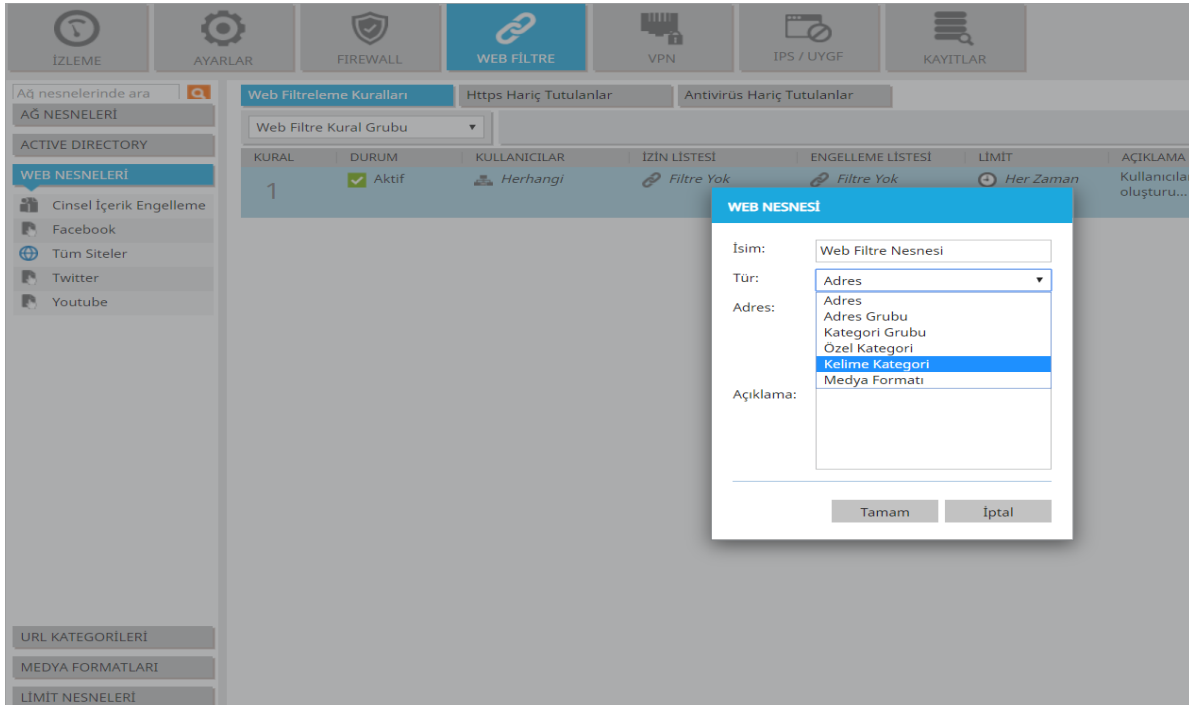 İZLEME
AYARLAR
FIREWALL
WEB FİLTRE
VPN
IPS / UYGF
KAYITLAR
Ağ nesnelerinde ara
AĞ NESNELERİ
ACTIVE DIRECTORY
WEB NESNELERİ
Cinsel İçerik Engelleme
Facebook
Tüm Siteler
Twitter
Youtube
URL KATEGORİLERİ
MEDYA FORMATLARI
LİMİT NESNELERİ
Web Filtreleme Kuralları
Https Hariç Tutulanlar
Antivirüs Hariç Tutulanlar
Web Filtre Kural Grubu
KURAL DURUM KULLANICILAR İZİN LİSTESİ ENGELLEME LİSTESİ LİMİT AÇIKLAMA
1 Aktif Herhangi Filtre Yok Filtre Yok Her Zaman Kullanıcılar
oluşturu...
WEB NESNESİ
İsim: Web Filtre Nesnesi
Tür: Adres
Adres:
Adres
Adres Grubu
Kategori Grubu
Özel Kategori
Kelime Kategori
Medya Formatı
Açıklama:
Tamam İptal